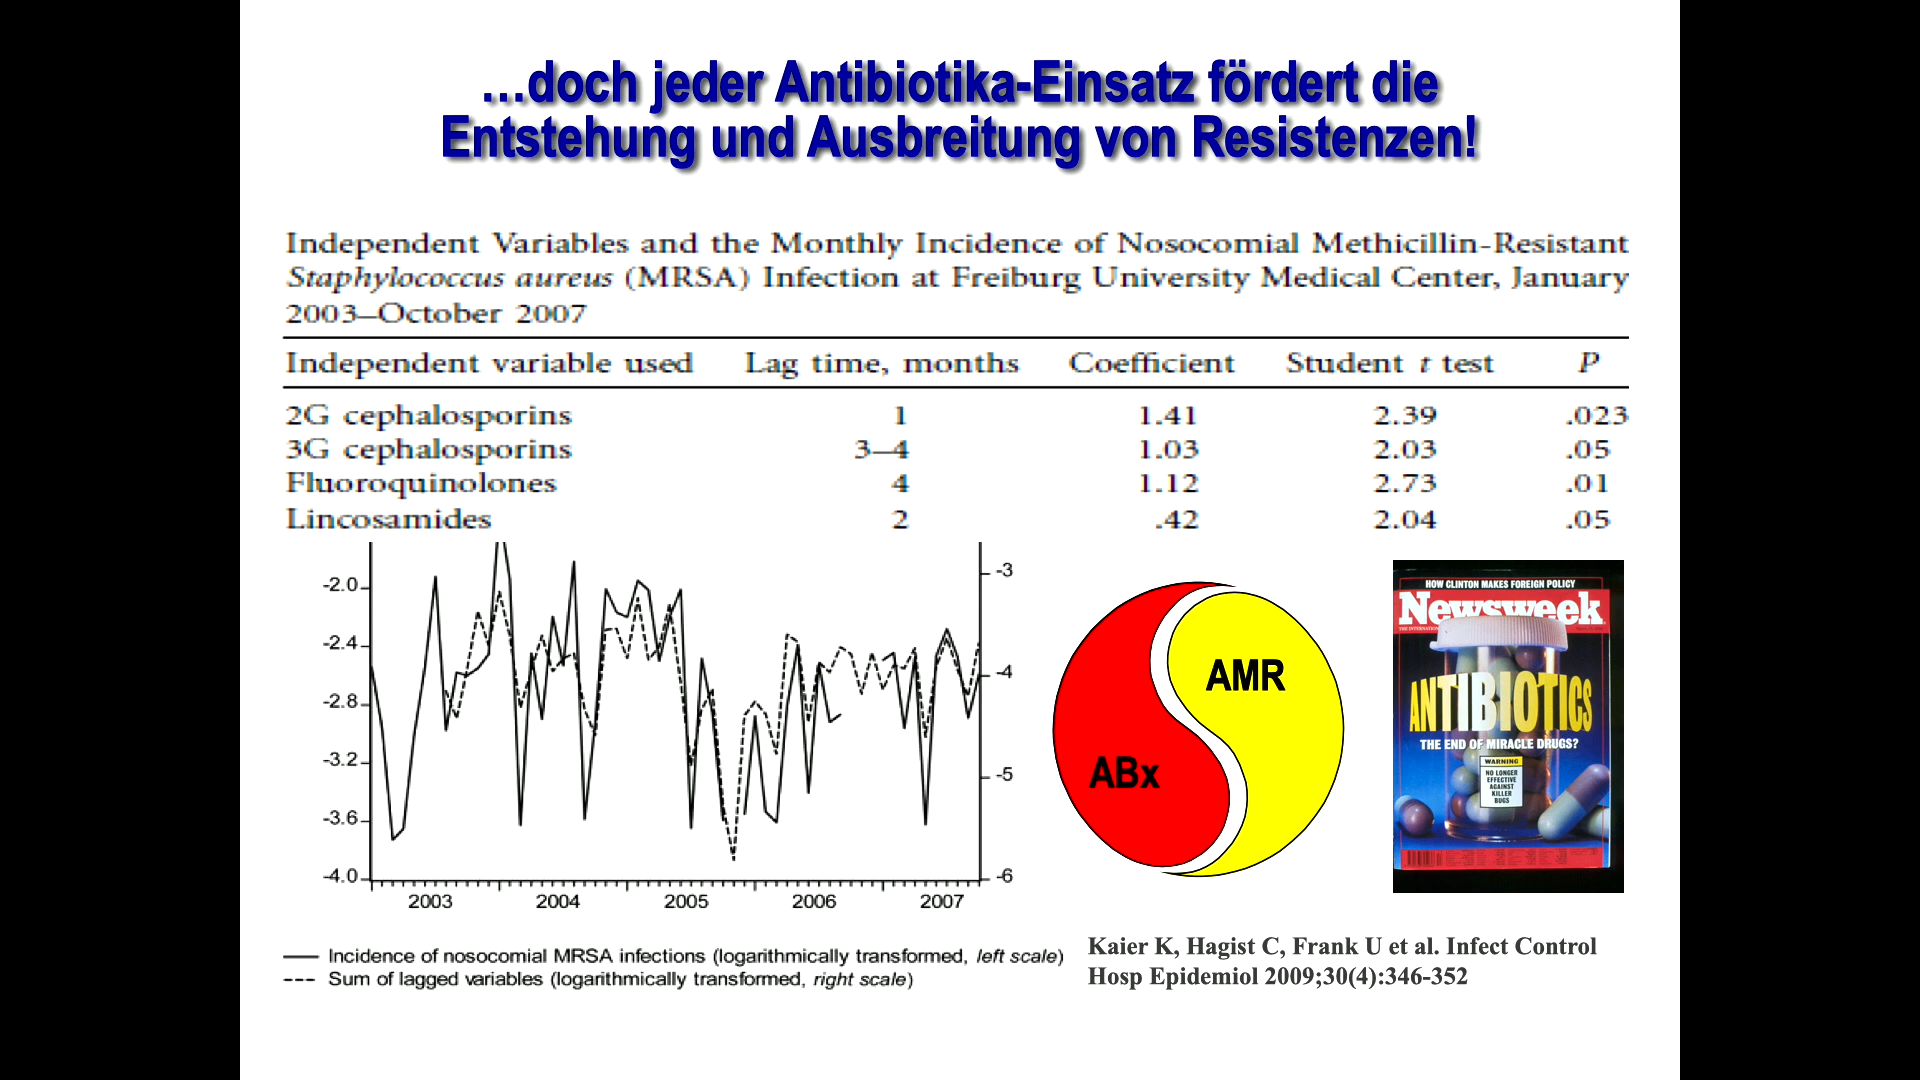 …doch jeder Antibiotika-Einsatz fördert die
Entstehung und Ausbreitung von Resistenzen!
Independent Variables and the Monthly Incidence of Nosocomial Methicillin-Resistant
Staphylococcus aureus (MRSA) Infection at Freiburg University Medical Center, January
2003–October 2007
Independent variable used Lag time, months Coefficient Student t test P
2G cephalosporins 1 1.41 2.39 .023
3G cephalosporins 3–4 1.03 2.03 .05
Fluoroquinolones 4 1.12 2.73 .01
Lincosamides 2 .42 2.04 .05
-2.0
-2.4
-2.8
-3.2
-3.6
-4.0
-3
-4
-5
-6
2003 2004 2005 2006 2007
Incidence of nosocomial MRSA infections (logarithmically transformed, left scale)
Sum of lagged variables (logarithmically transformed, right scale)
AMR
ABx
HOW CLINTON MAKES FOREIGN POLICY
Newsweek
ANTIBIOTICS
THE END OF MIRACLE DRUGS?
WARNING
NO LONGER
EFFECTIVE
AGAINST
KILLER
BUGS
Kaier K, Hagist C, Frank U et al. Infect Control
Hosp Epidemiol 2009;30(4):346-352